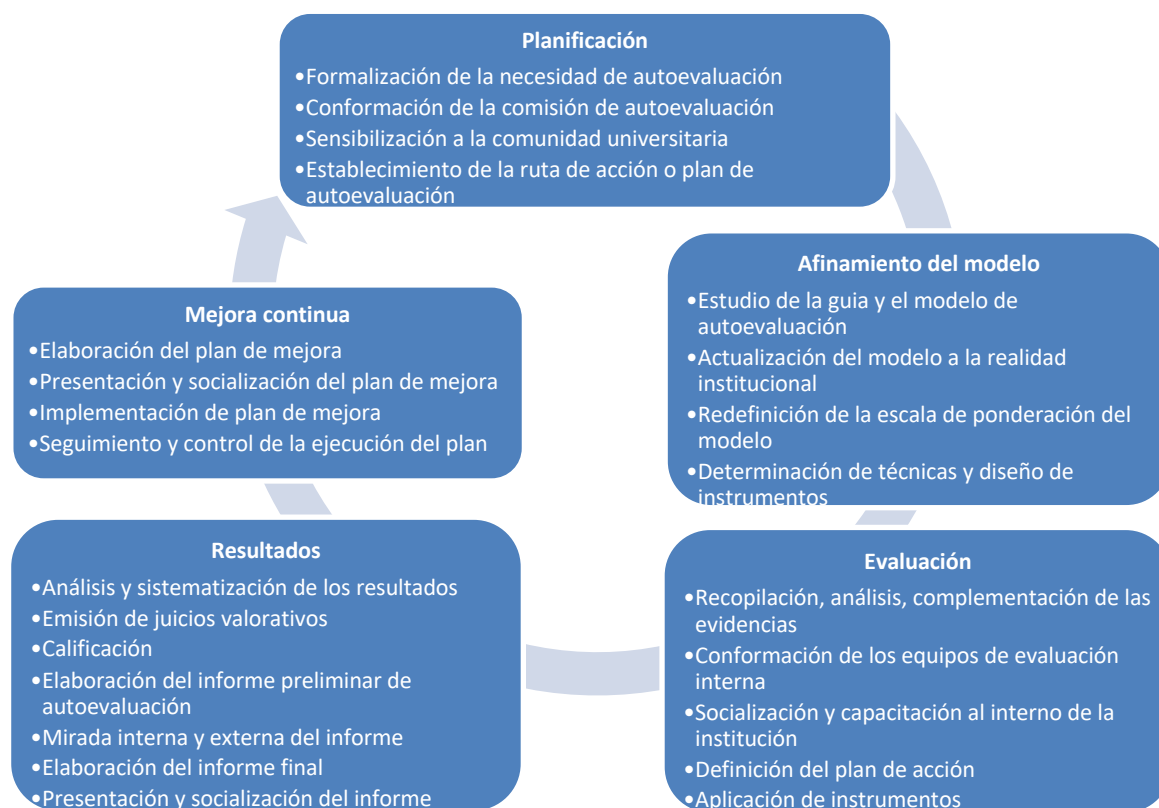 Planificación
•Formalización de la necesidad de autoevaluación
•Conformación de la comisión de autoevaluación
•Sensibilización a la comunidad universitaria
•Establecimiento de la ruta de acción o plan de
autoevaluación
Afinamiento del modelo
•Estudio de la guia y el modelo de
autoevaluación
•Actualización del modelo a la realidad
institucional
•Redefinición de la escala de ponderación del
modelo
•Determinación de técnicas y diseño de
instrumentos
Evaluación
•Recopilación, análisis, complementación de las
evidencias
•Conformación de los equipos de evaluación
interna
•Socialización y capacitación al interno de la
institución
•Definición del plan de acción
•Aplicación de instrumentos
Resultados
•Análisis y sistematización de los resultados
•Emisión de juicios valorativos
•Calificación
•Elaboración del informe preliminar de
autoevaluación
•Mirada interna y externa del informe
•Elaboración del informe final
•Presentación y socialización del informe
Mejora continua
•Elaboración del plan de mejora
•Presentación y socialización del plan de mejora
•Implementación de plan de mejora
•Seguimiento y control de la ejecución del plan